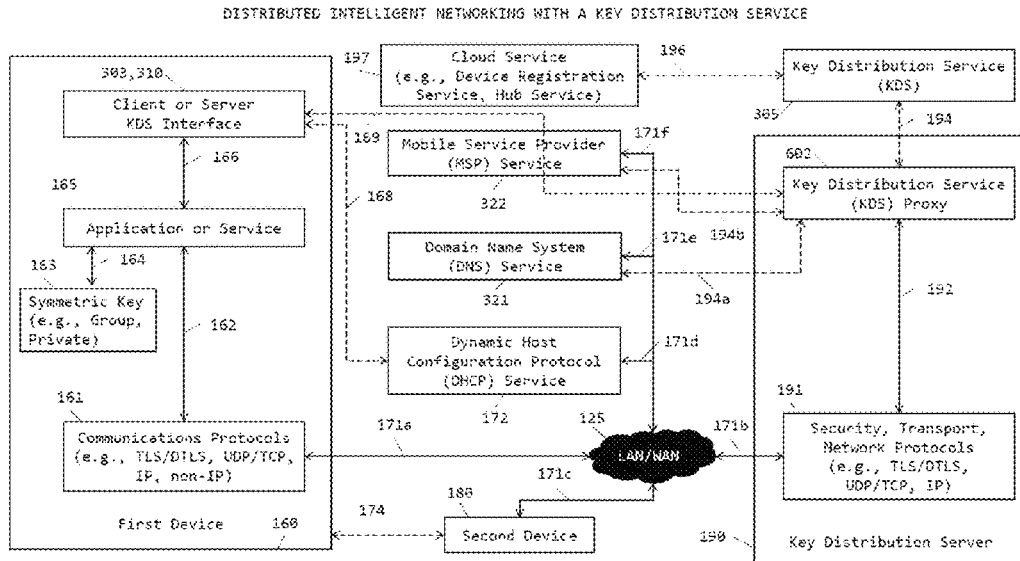 DISTRIBUTED INTELLIGENT NETWORKING WITH A KEY DISTRIBUTION SERVICE
303,310
Client or Server
KDS Interface
166
165
Application or Service
163
164
Symmetric Key
(e.g., Group,
Private)
162
161
Communications Protocols
(e.g., TLS/DTLS, UDP/TCP,
IP, non-IP)
First Device
160
197
Cloud Service
(e.g., Device Registration
Service, Hub Service)
196
169
171f
Mobile Service Provider
(MSP) Service
322
168
194b
171e
Domain Name System
(DNS) Service
321
194a
Dynamic Host
Configuration Protocol
(DHCP) Service
171d
172
125
171a
LAN/WAN
171b
171c
180
174
Second Device
Key Distribution Service
(KDS)
305
194
602
Key Distribution Service
(KDS) Proxy
192
191
Security, Transport,
Network Protocols
(e.g., TLS/DTLS,
UDP/TCP, IP)
190
Key Distribution Server